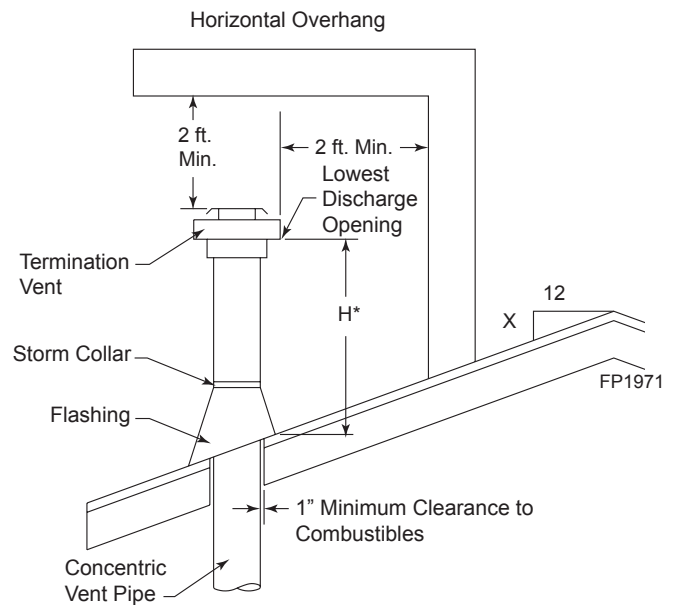 Horizontal Overhang
2 ft.
Min.
2 ft. Min.
Lowest
Discharge
Opening
Termination
Vent
H*
12
X
Storm Collar
FP1971
Flashing
1” Minimum Clearance to
Combustibles
Concentric
Vent Pipe